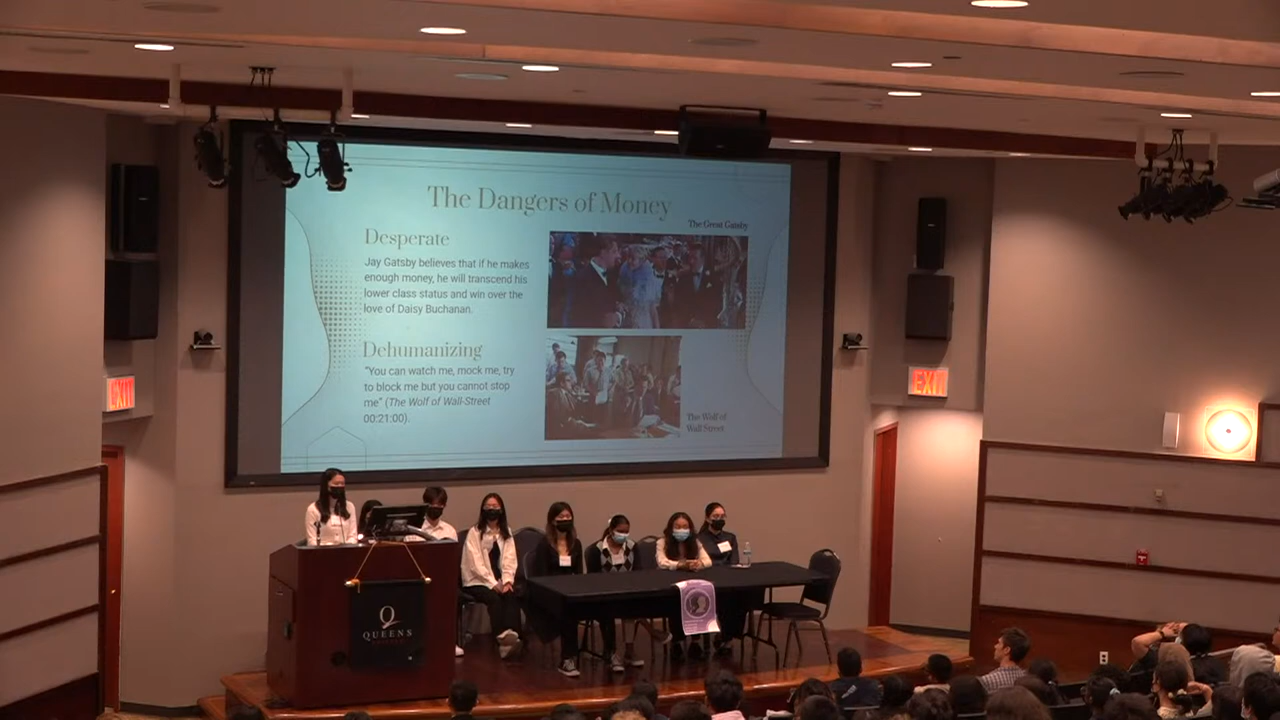 The Dangers of Money
The Great Gatsby
Desperate
Jay Gatsby believes that if he makes
enough money, he will transcend his
lower class status and win over the
love of Daisy Buchanan.
Dehumanizing
"You can watch me, mock me, try
to block me but you cannot stop
me" (The Wolf of Wall-Street
00:21:00).
The Wolf of
Wall Street
EXIT
EXIT
Q
QUEENS